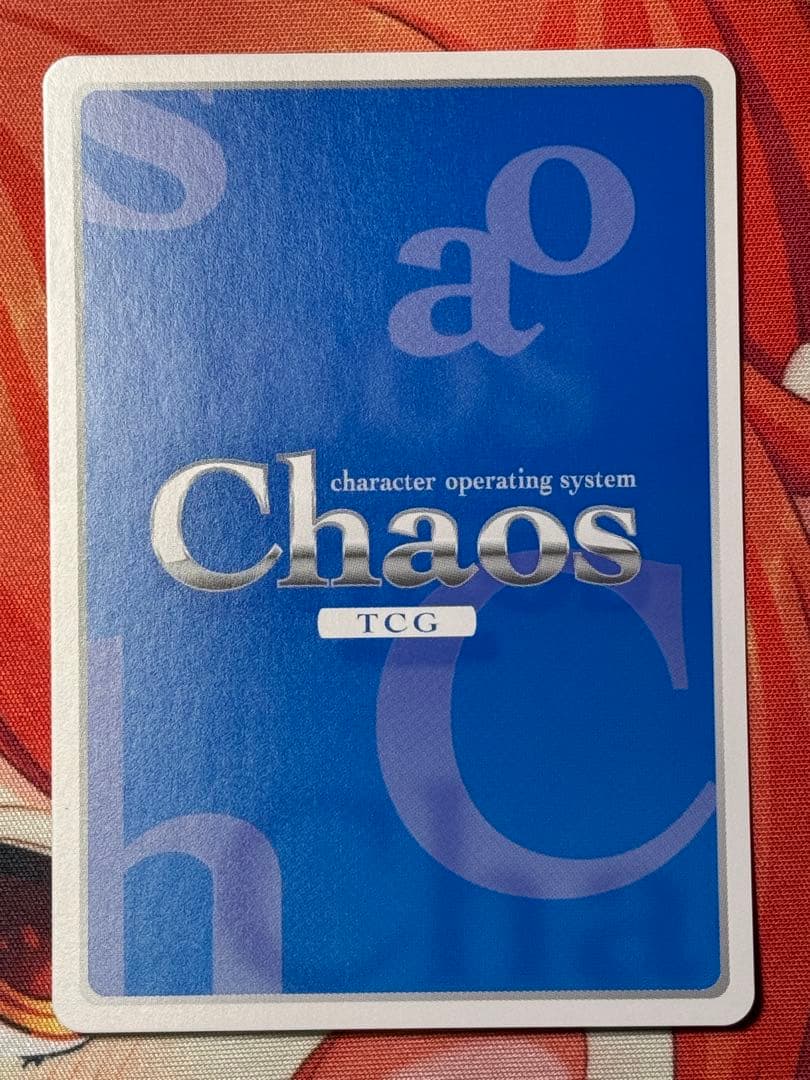 s
o
a
character operating system
Chaos
TCG
C
h